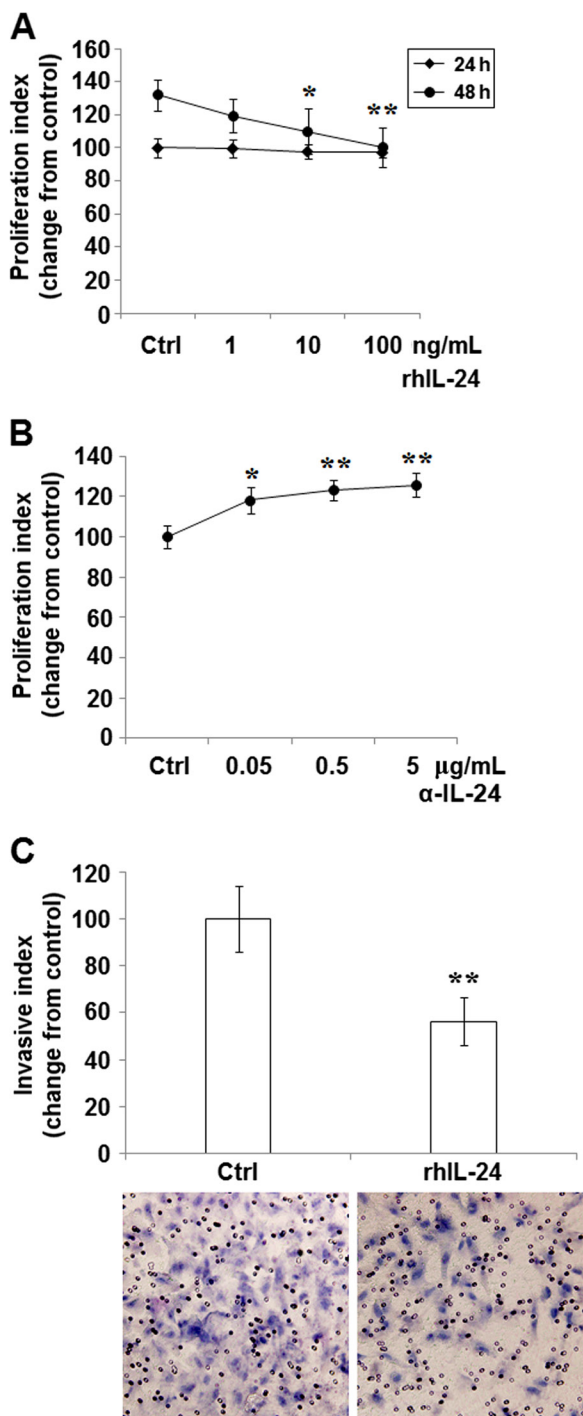 A
Proliferation index
(change from control)
160
140
120
100
80
60
40
20
0
*
**
24 h
48 h
Ctrl 1 10 100 ng/mL
rhIL-24
B
Proliferation index
(change from control)
140
120
100
80
60
40
20
0
*
**
**
Ctrl 0.05 0.5 5 μg/mL
α-IL-24
C
Invasive index
(change from control)
120
100
80
60
40
20
0
**
Ctrl rhIL-24